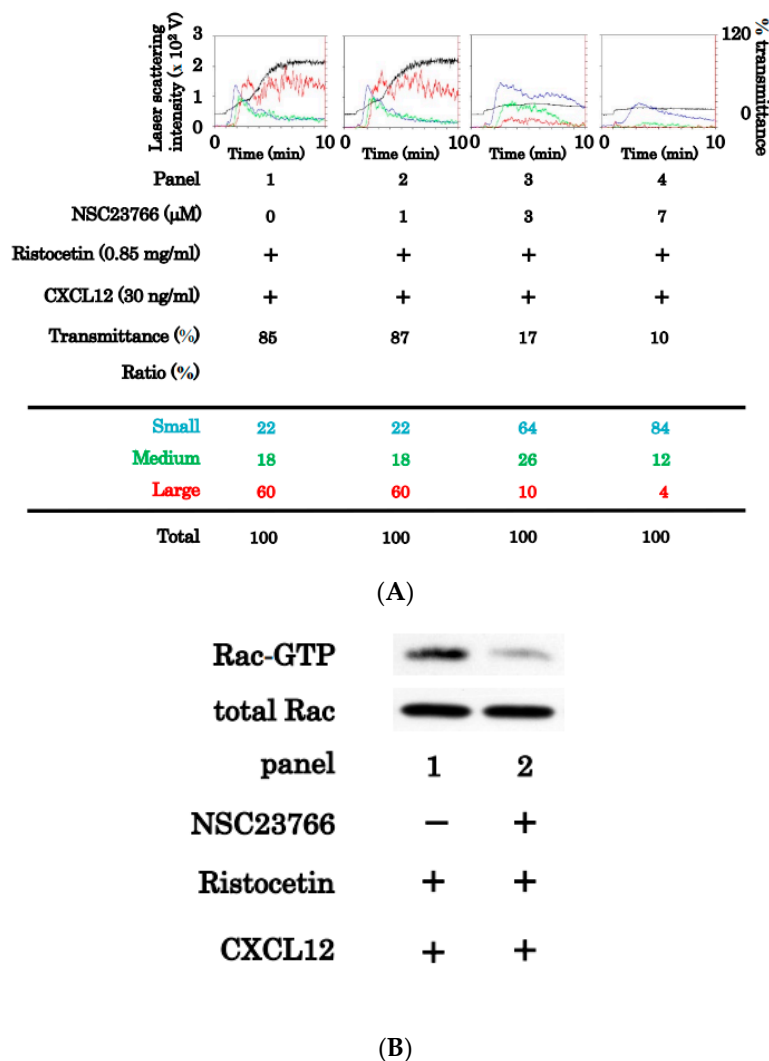 Laser scattering
intensity (x 10² V)
3
2
1
0
120
0
% transmittance
0 Time (min) 10
0 Time (min) 10
0 Time (min) 10
0 Time (min) 10
Panel 1 2 3 4
NSC23766 (μM) 0 1 3 7
Ristocetin (0.85 mg/ml) + + + +
CXCL12 (30 ng/ml) + + + +
Transmittance (%) 85 87 17 10
Ratio (%)
Small 22 22 64 84
Medium 18 18 26 12
Large 60 60 10 4
Total 100 100 100 100
(A)
Rac-GTP
total Rac
panel 1 2
NSC23766 − +
Ristocetin + +
CXCL12 + +
(B)